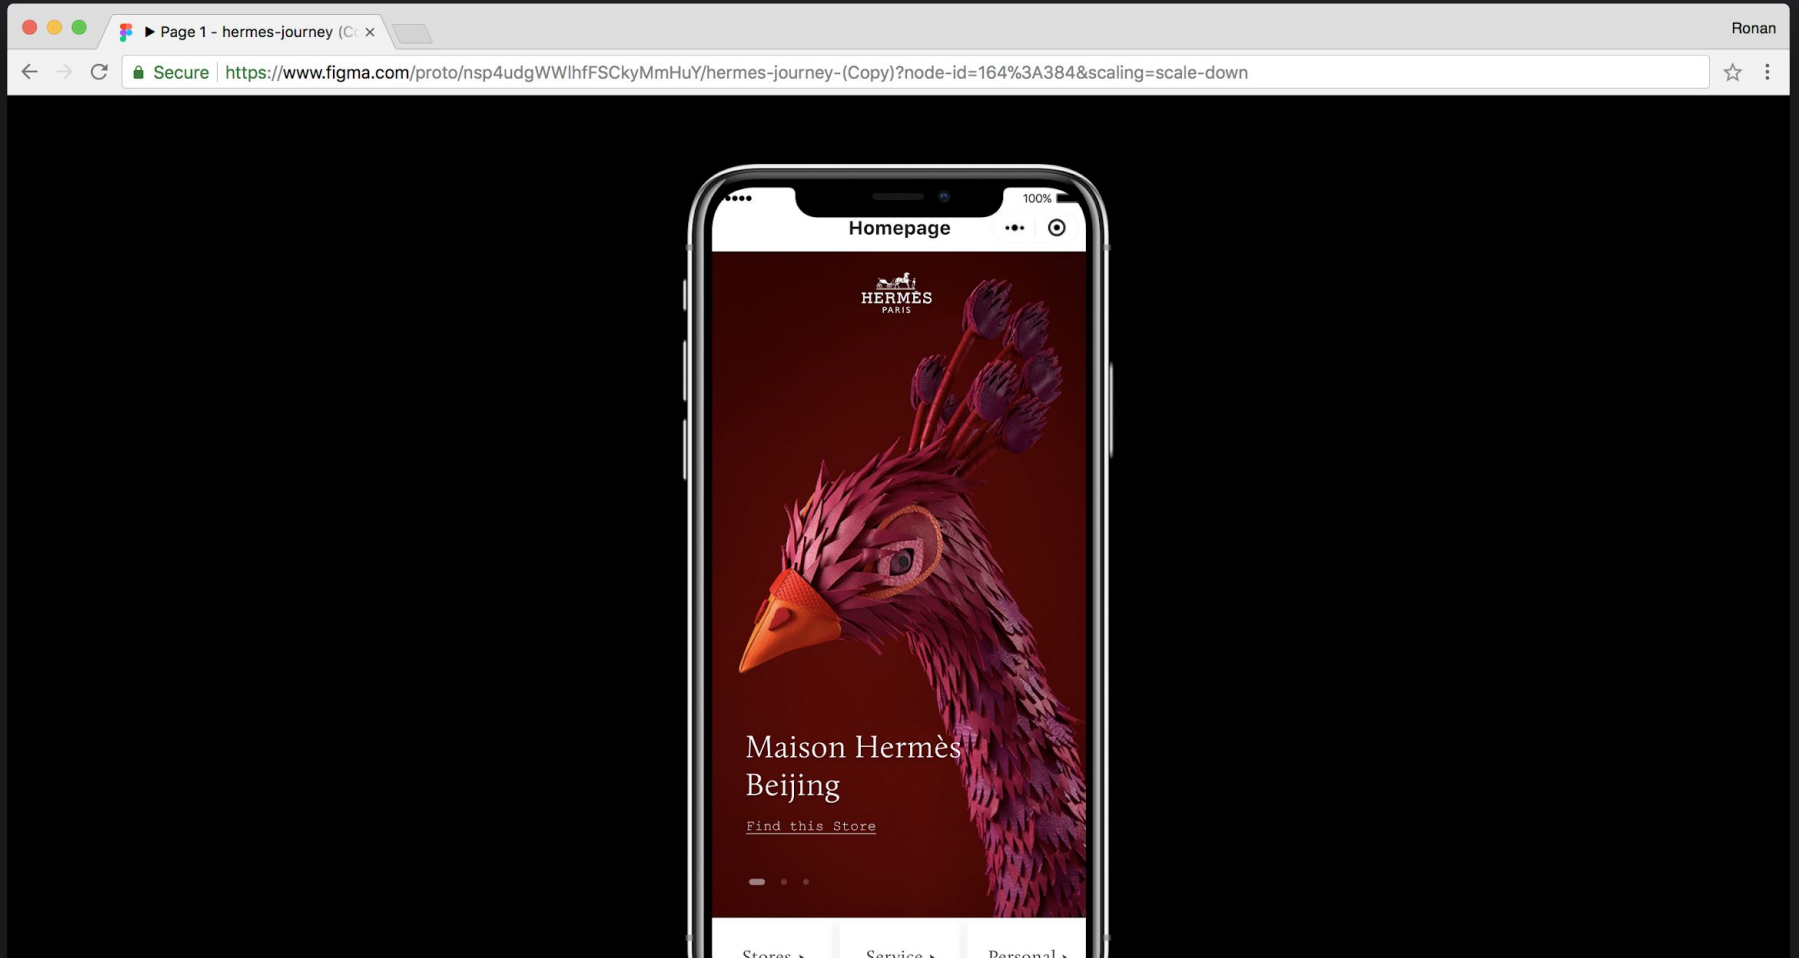 ▶ Page 1 - hermes-journey (Co
Ronan
Secure
https://www.figma.com/proto/nsp4udgWWlhfFSCkyMmHuY/hermes-journey-(Copy)?node-id=164%3A384&scaling=scale-down
100%
Homepage
HERMÈS
PARIS
Maison Hermès
Beijing
Find this Store
Stores
Service
Personal